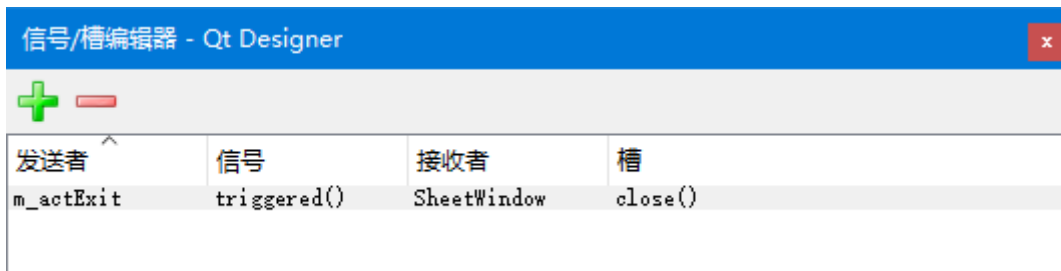 信号/槽编辑器 - Qt Designer
x
发送者 信号 接收者 槽
m_actExit triggered() SheetWindow close()